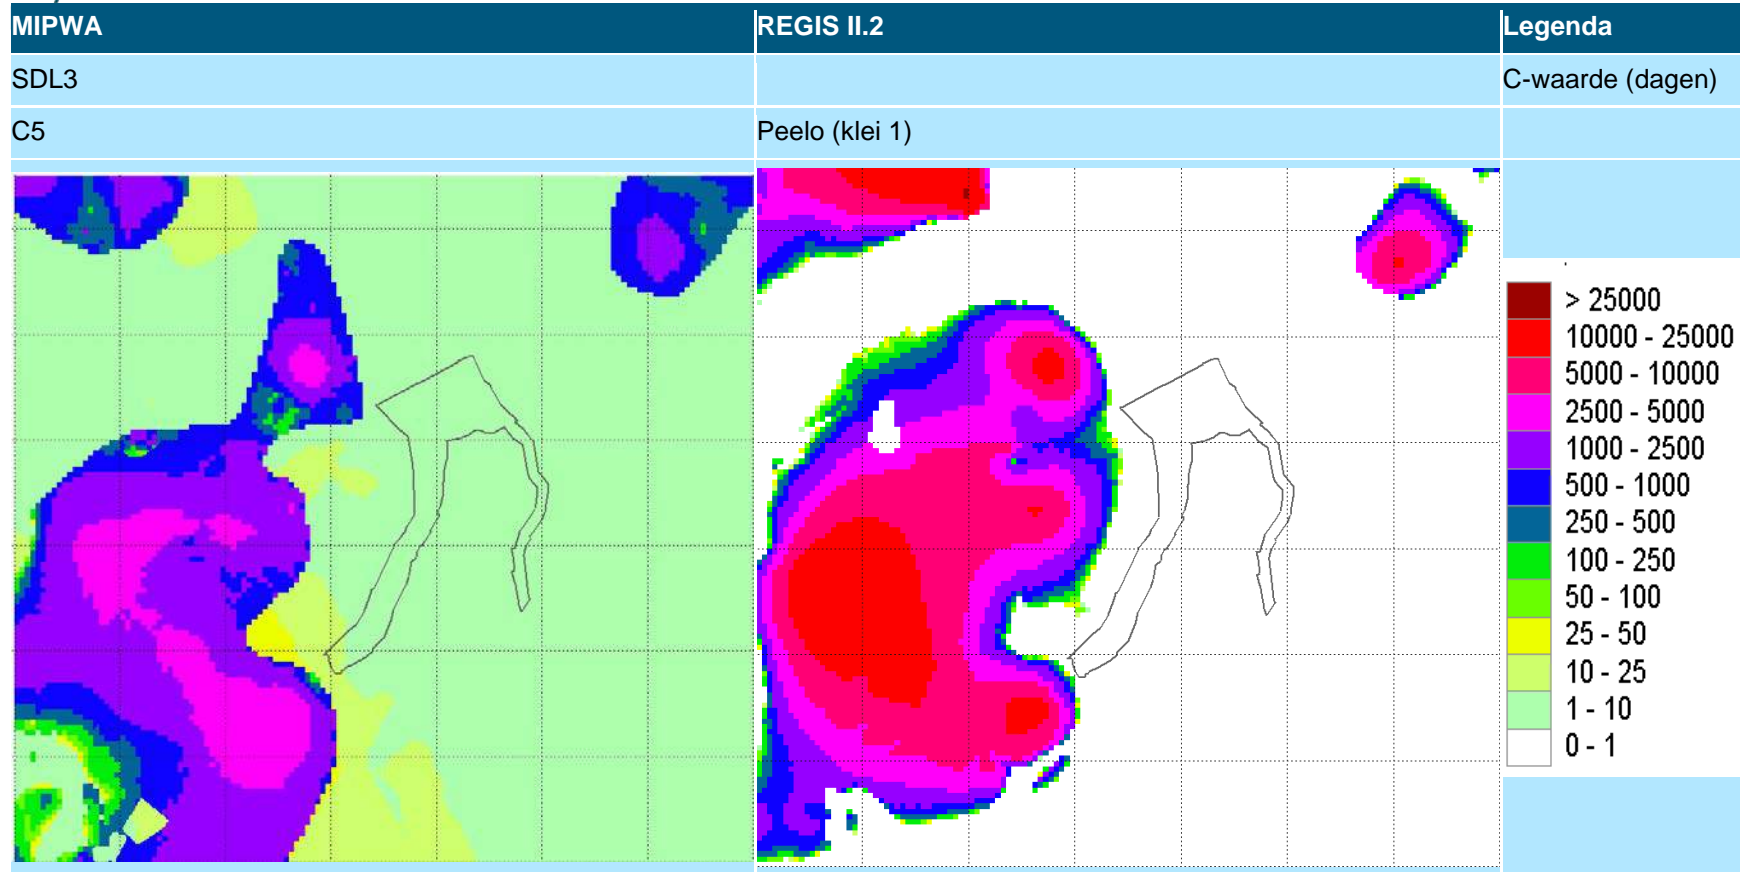 MIPWA REGIS II.2 Legenda
SDL3 C-waarde (dagen)
C5 Peelo (klei 1)
> 25000
10000 - 25000
5000 - 10000
2500 - 5000
1000 - 2500
500 - 1000
250 - 500
100 - 250
50 - 100
25 - 50
10 - 25
1 - 10
0 - 1